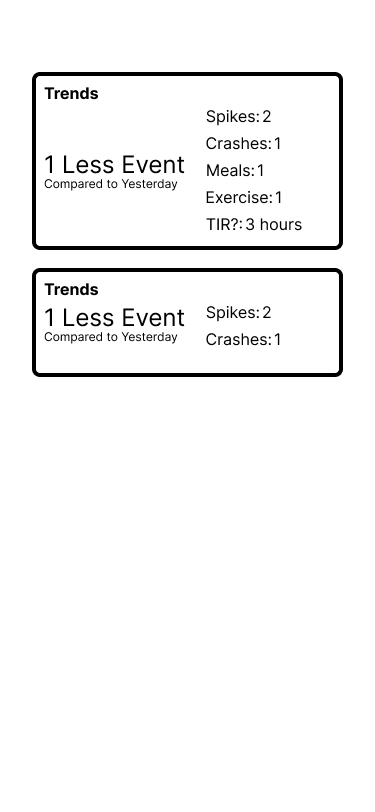 Trends
1 Less Event
Compared to Yesterday
Spikes: 2
Crashes: 1
Meals: 1
Exercise: 1
TIR?: 3 hours
Trends
1 Less Event
Compared to Yesterday
Spikes: 2
Crashes: 1